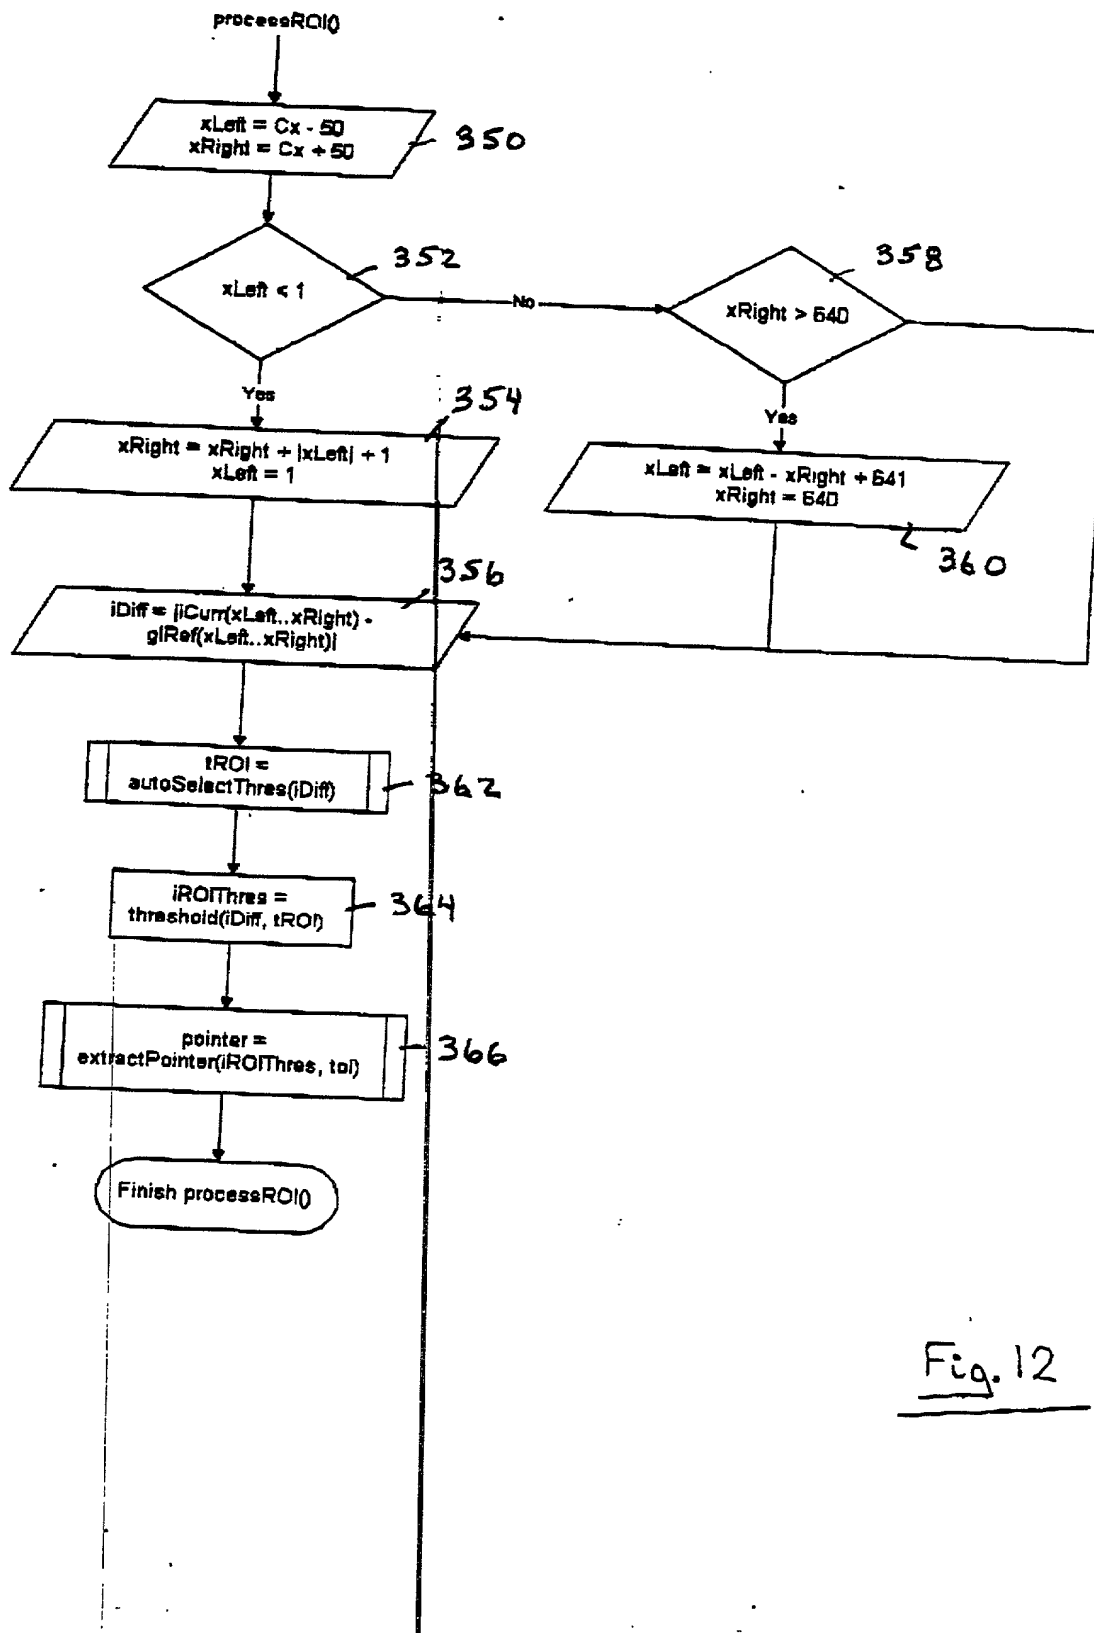 processROI()
xLeft = Cx - 50
xRight = Cx + 50
350
xLeft < 1
352
No
xRight > 640
358
Yes
354
xRight = xRight + |xLeft| + 1
xLeft = 1
Yes
xLeft = xLeft - xRight + 641
xRight = 640
360
356
iDiff = |iCurr(xLeft..xRight) -
gIRef(xLeft..xRight)|
tROI =
autoSelectThres(iDiff)
362
iROIThres =
threshold(iDiff, tROI)
364
pointer =
extractPointer(iROIThres, tol)
366
Finish processROI()
Fig. 12